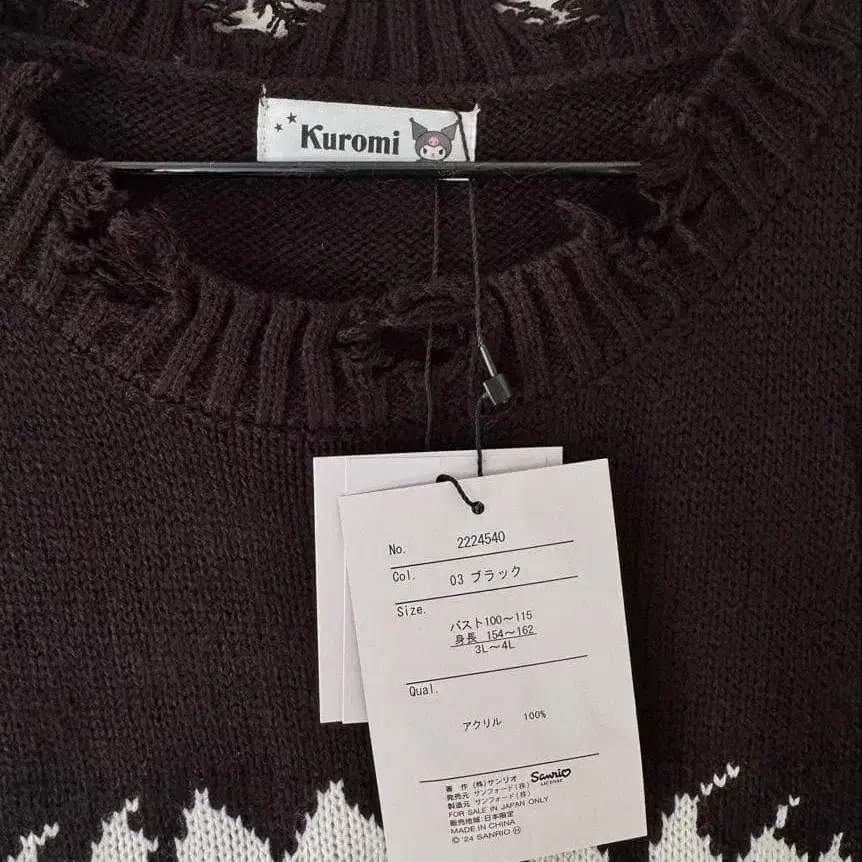 Kuromi
No. 2224540
Col. 03 ブラック
Size.
バスト100～115
身長 154～162
3L～4L
Qual.
アクリル 100%
著 作 (株)サンリオ Sanrio
LICENSE
発売元 サンフォード(株)
製造元 サンフォード(株)
FOR SALE IN JAPAN ONLY
販売地域:日本限定
MADE IN CHINA
© '24 SANRIO Ⓗ